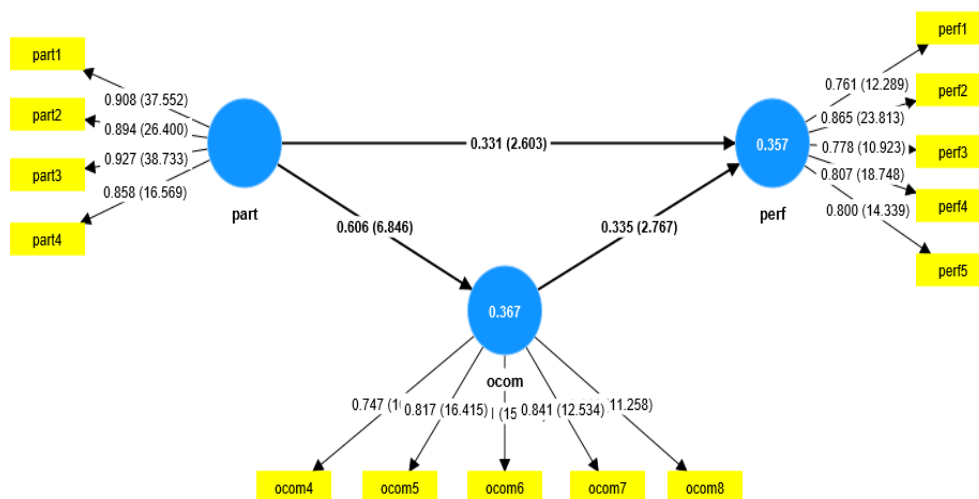 part1
part2
part3
part4
0.908 (37.552)
0.894 (26.400)
0.927 (38.733)
0.858 (16.569)
part
0.331 (2.603)
0.606 (6.846)
0.335 (2.767)
0.357
perf
0.761 (12.289)
0.865 (23.813)
0.778 (10.923)
0.807 (18.748)
0.800 (14.339)
perf1
perf2
perf3
perf4
perf5
0.367
ocom
0.747
0.817 (16.415)
0.841 (12.534)
11.258)
ocom4
ocom5
ocom6
ocom7
ocom8